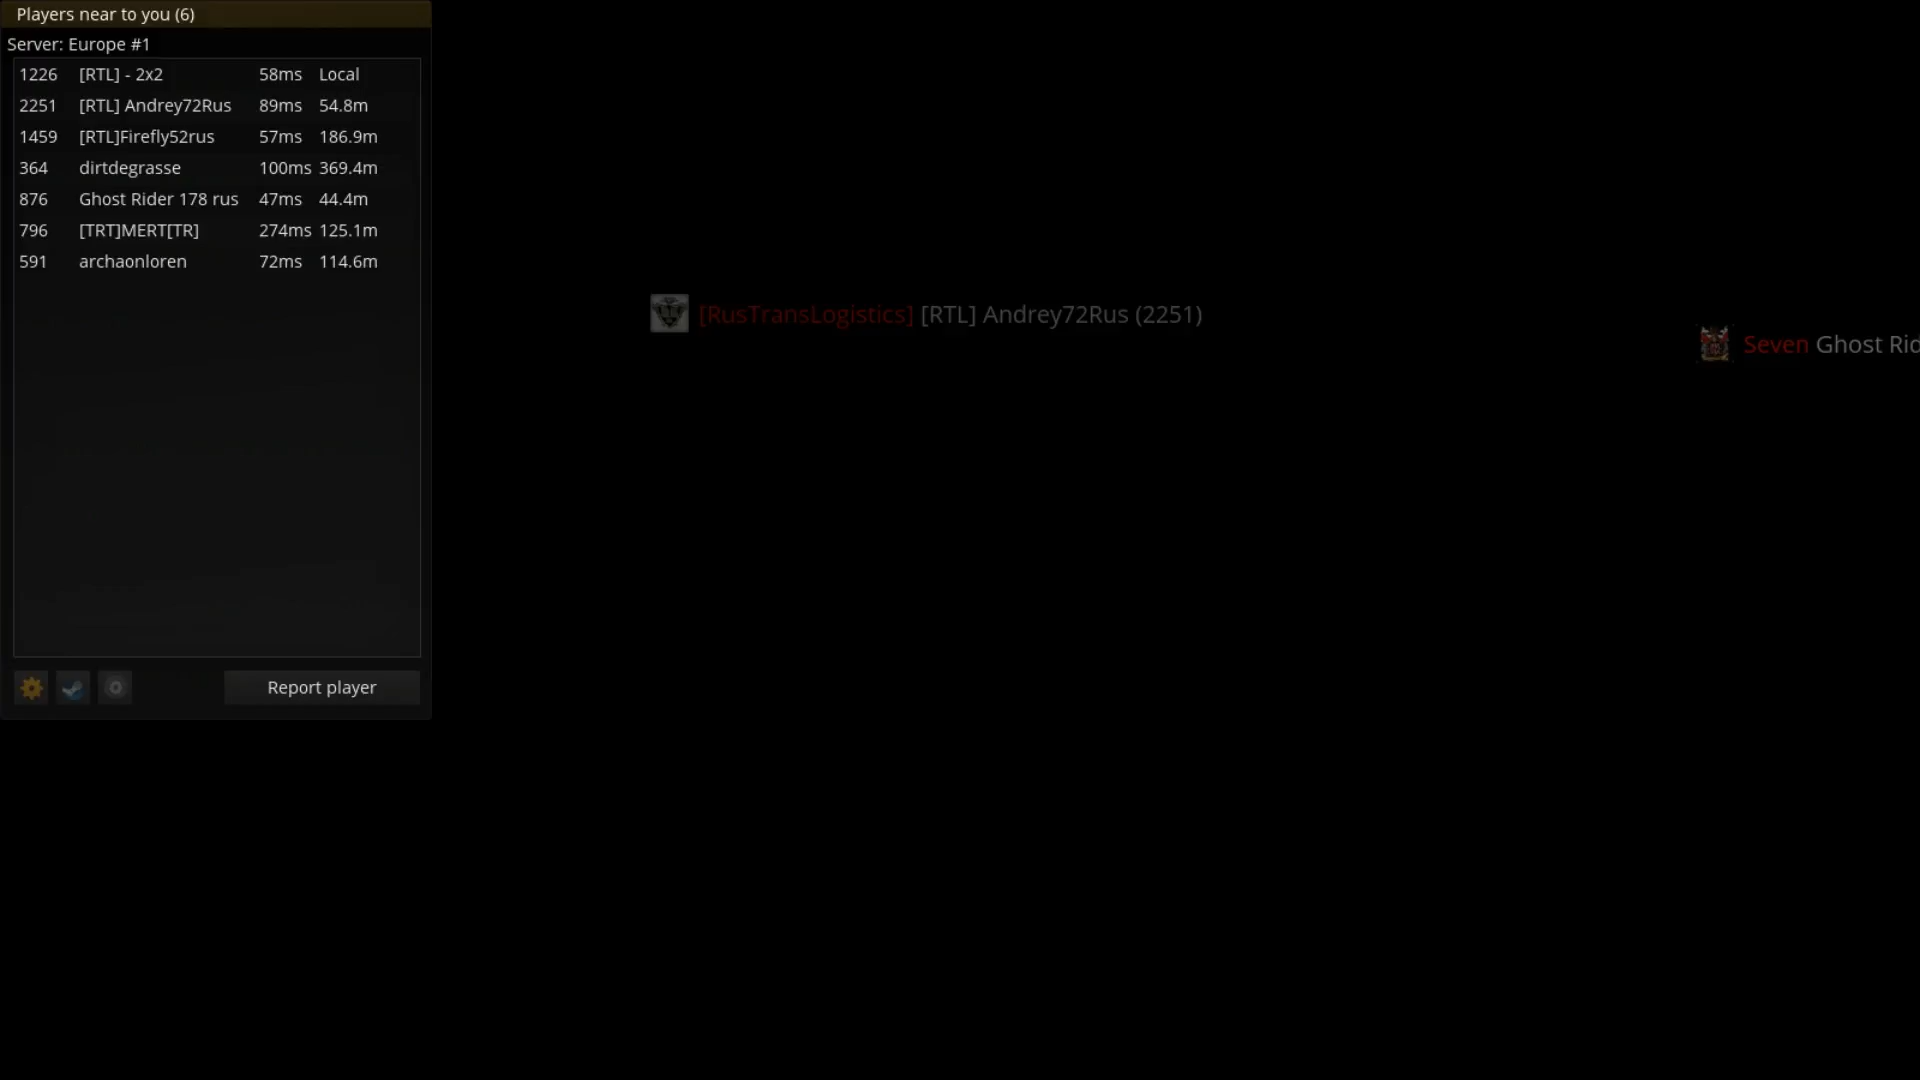 Players near to you (6)
Server: Europe #1
1226 [RTL] - 2x2 58ms Local
2251 [RTL] Andrey72Rus 89ms 54.8m
1459 [RTL]Firefly52rus 57ms 186.9m
364 dirtdegrasse 100ms 369.4m
876 Ghost Rider 178 rus 47ms 44.4m
796 [TRT]MERT[TR] 274ms 125.1m
591 archaonloren 72ms 114.6m
[RusTransLogistics] [RTL] Andrey72Rus (2251)
Seven Ghost Rid
Report player